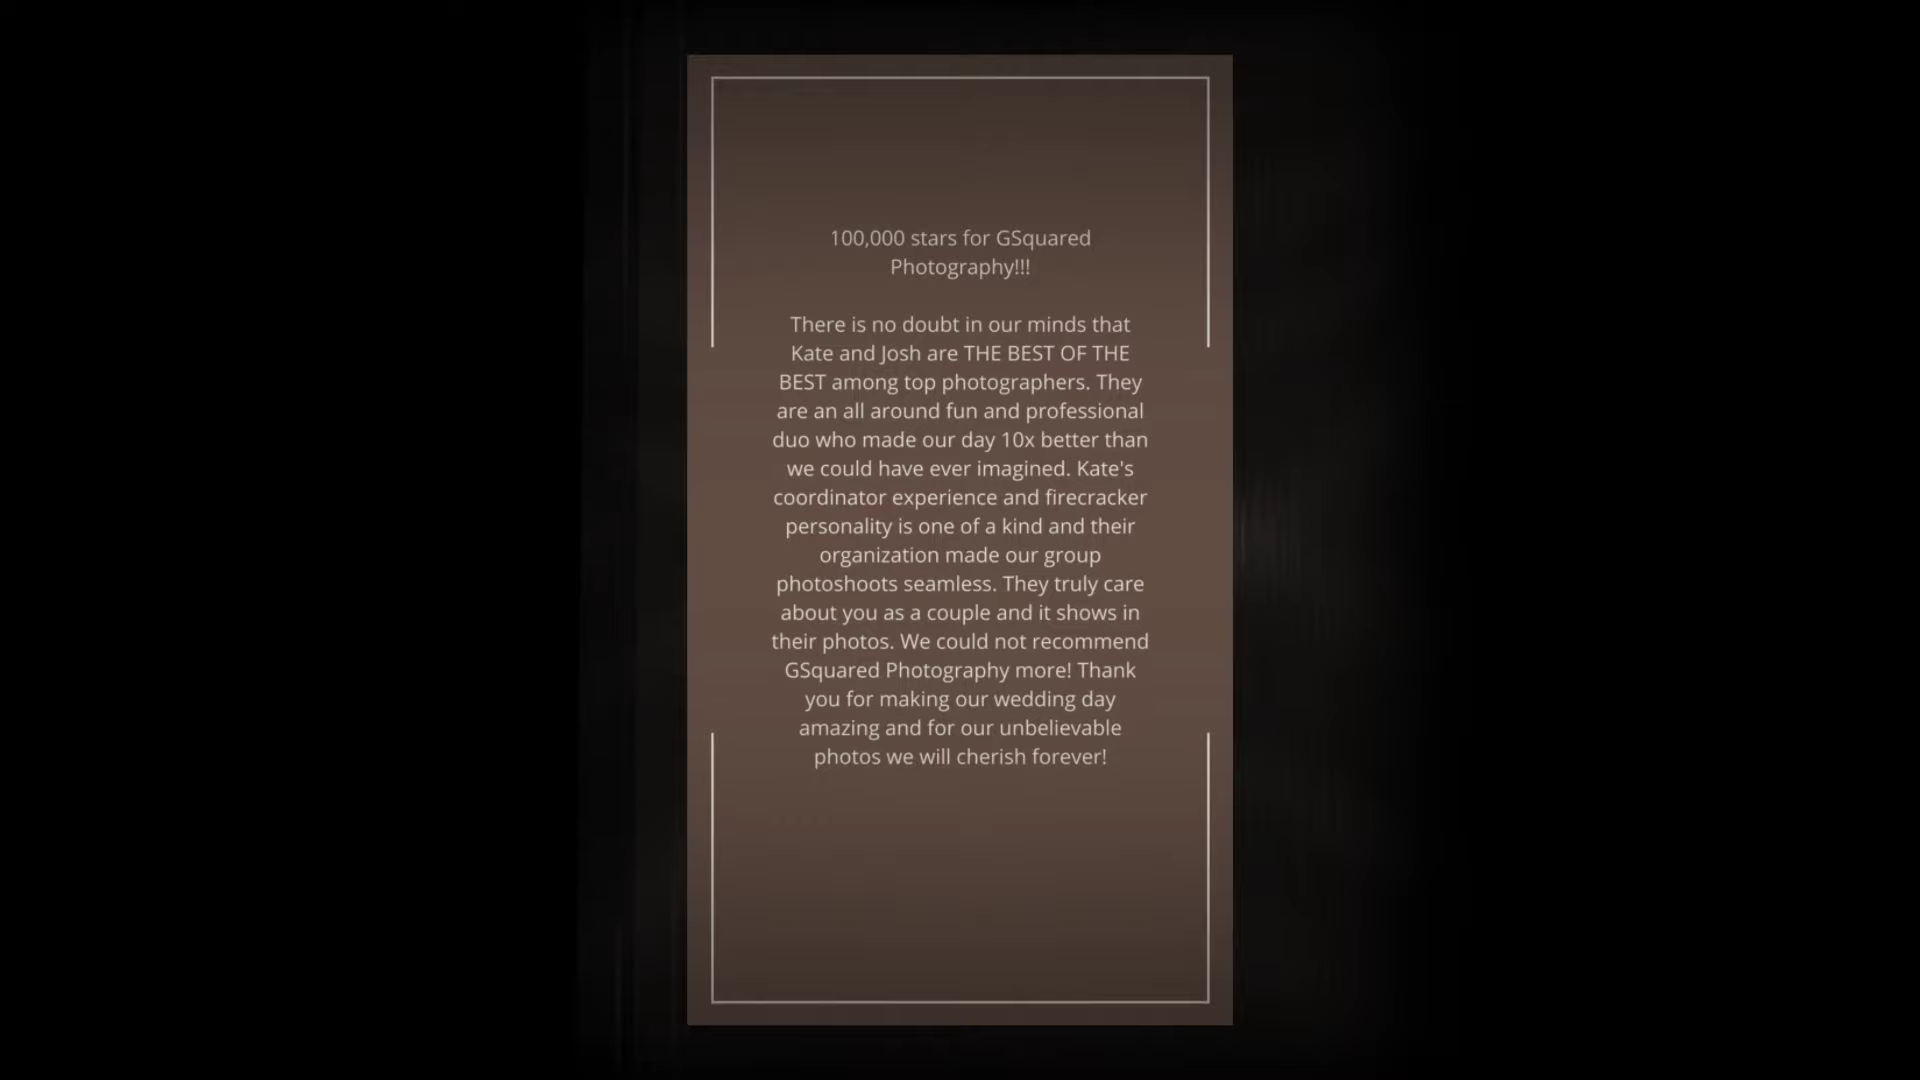 100,000 stars for GSquared
Photography!!!
There is no doubt in our minds that
Kate and Josh are THE BEST OF THE
BEST among top photographers. They
are an all around fun and professional
duo who made our day 10x better than
we could have ever imagined. Kate's
coordinator experience and firecracker
personality is one of a kind and their
organization made our group
photoshoots seamless. They truly care
about you as a couple and it shows in
their photos. We could not recommend
GSquared Photography more! Thank
you for making our wedding day
amazing and for our unbelievable
photos we will cherish forever!